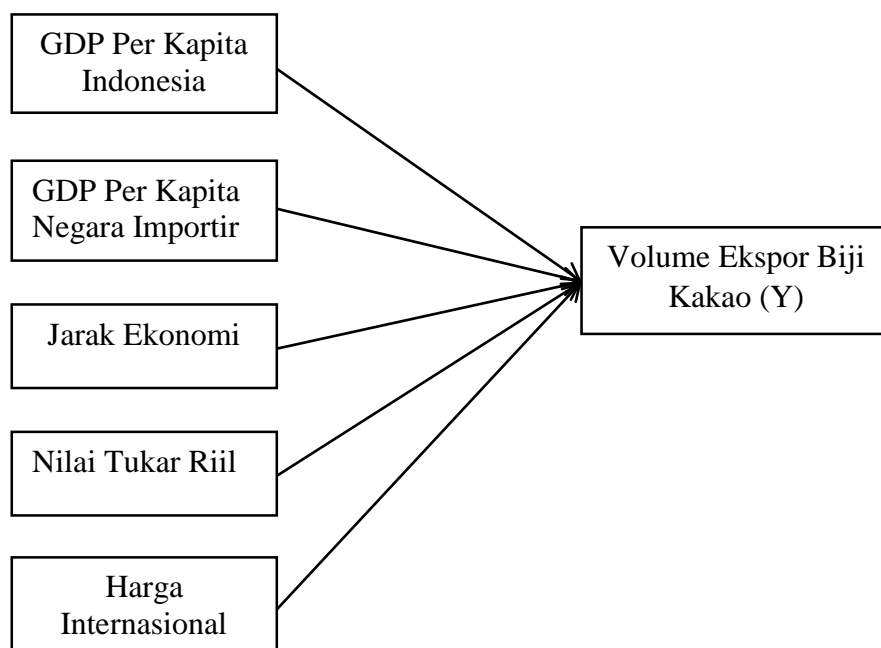 GDP Per Kapita
Indonesia
GDP Per Kapita
Negara Importir
Jarak Ekonomi
Nilai Tukar Riil
Harga
Internasional
Volume Ekspor Biji
Kakao (Y)